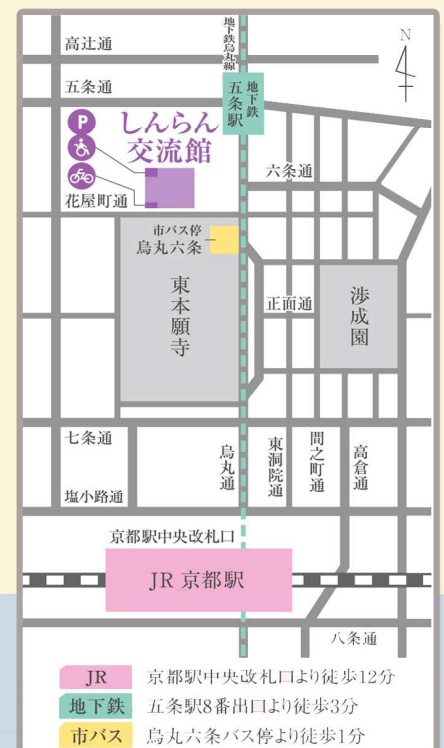 高辻通
地下鉄烏丸線
N
五条通
地下鉄
五条駅
P
しんらん
交流館
六条通
花屋町通
市バス停
烏丸六条
東本願寺
正面通
渉成園
七条通
烏丸通
東洞院通
間之町通
高倉通
塩小路通
京都駅中央改札口
JR 京都駅
八条通
JR 京都駅中央改札口より徒歩12分
地下鉄 五条駅8番出口より徒歩3分
市バス 烏丸六条バス停より徒歩1分